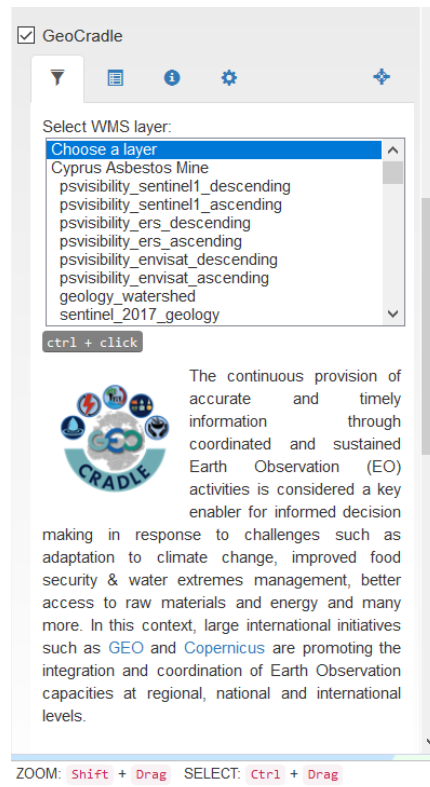 GeoCradle
Select WMS layer:
Choose a layer
Cyprus Asbestos Mine
psvisibility_sentinel1_descending
psvisibility_sentinel1_ascending
psvisibility_ers_descending
psvisibility_ers_ascending
psvisibility_envisat_descending
psvisibility_envisat_ascending
geology_watershed
sentinel_2017_geology
ctrl + click
GEO
CRADLE
The continuous provision of
accurate and timely
information through
coordinated and sustained
Earth Observation (EO)
activities is considered a key
enabler for informed decision
making in response to challenges such as
adaptation to climate change, improved food
security & water extremes management, better
access to raw materials and energy and many
more. In this context, large international initiatives
such as GEO and Copernicus are promoting the
integration and coordination of Earth Observation
capacities at regional, national and international
levels.
ZOOM: Shift + Drag SELECT: Ctrl + Drag